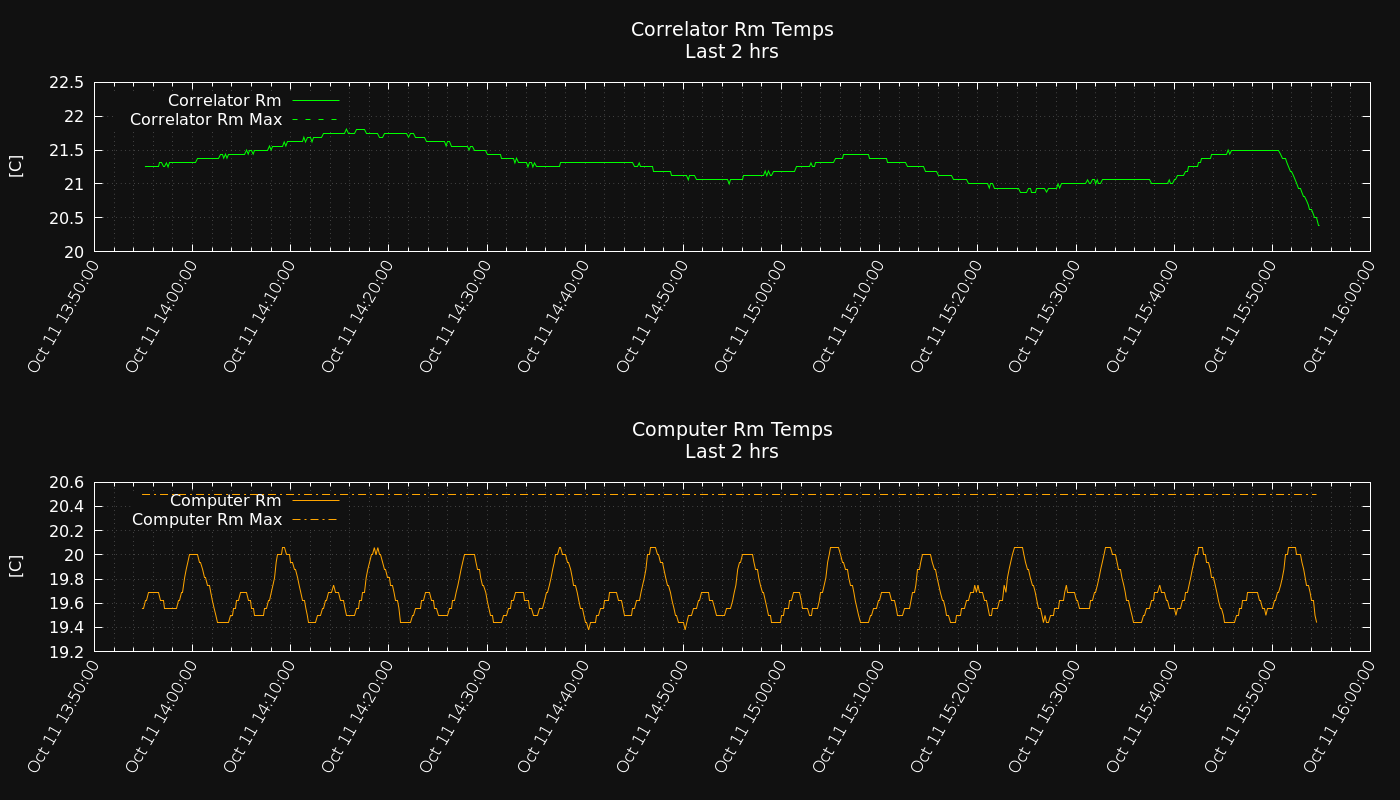 Correlator Rm Temps
Last 2 hrs
22.5
22
21.5
21
20.5
20
[C]
Correlator Rm
Correlator Rm Max
Oct 11 13:50:00
Oct 11 14:00:00
Oct 11 14:10:00
Oct 11 14:20:00
Oct 11 14:30:00
Oct 11 14:40:00
Oct 11 14:50:00
Oct 11 15:00:00
Oct 11 15:10:00
Oct 11 15:20:00
Oct 11 15:30:00
Oct 11 15:40:00
Oct 11 15:50:00
Oct 11 16:00:00
Computer Rm Temps
Last 2 hrs
20.6
20.4
20.2
20
19.8
19.6
19.4
19.2
[C]
Computer Rm
Computer Rm Max
Oct 11 13:50:00
Oct 11 14:00:00
Oct 11 14:10:00
Oct 11 14:20:00
Oct 11 14:30:00
Oct 11 14:40:00
Oct 11 14:50:00
Oct 11 15:00:00
Oct 11 15:10:00
Oct 11 15:20:00
Oct 11 15:30:00
Oct 11 15:40:00
Oct 11 15:50:00
Oct 11 16:00:00